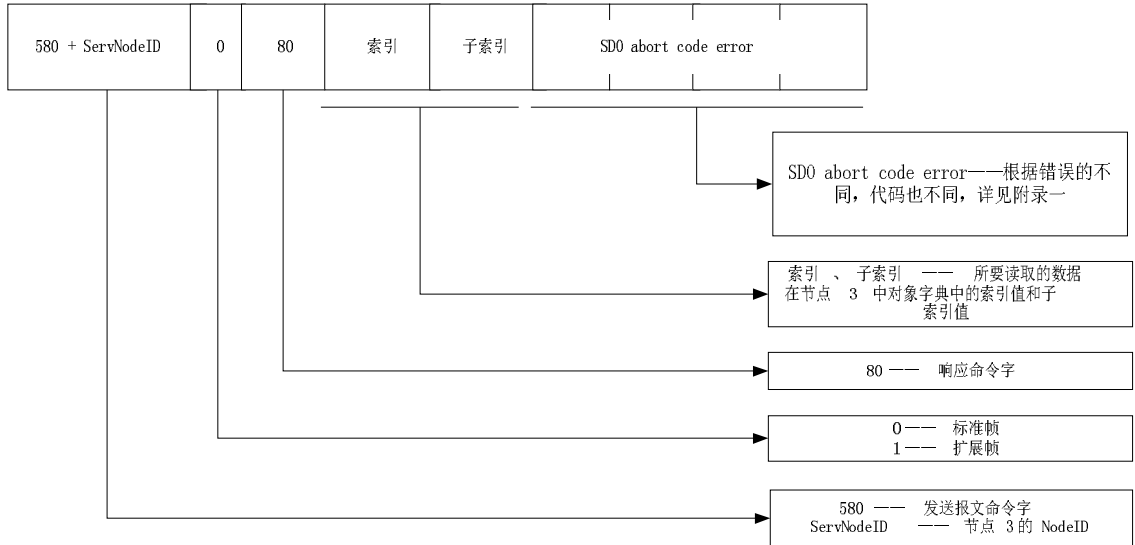 580 + ServNodeID 0 80 索引 子索引 SDO abort code error
SDO abort code error——根据错误的不
同，代码也不同，详见附录一
索引 、 子索引 —— 所要读取的数据
在节点 3 中对象字典中的索引值和子
索引值
80 —— 响应命令字
0 —— 标准帧
1 —— 扩展帧
580 —— 发送报文命令字
ServNodeID —— 节点 3的 NodeID